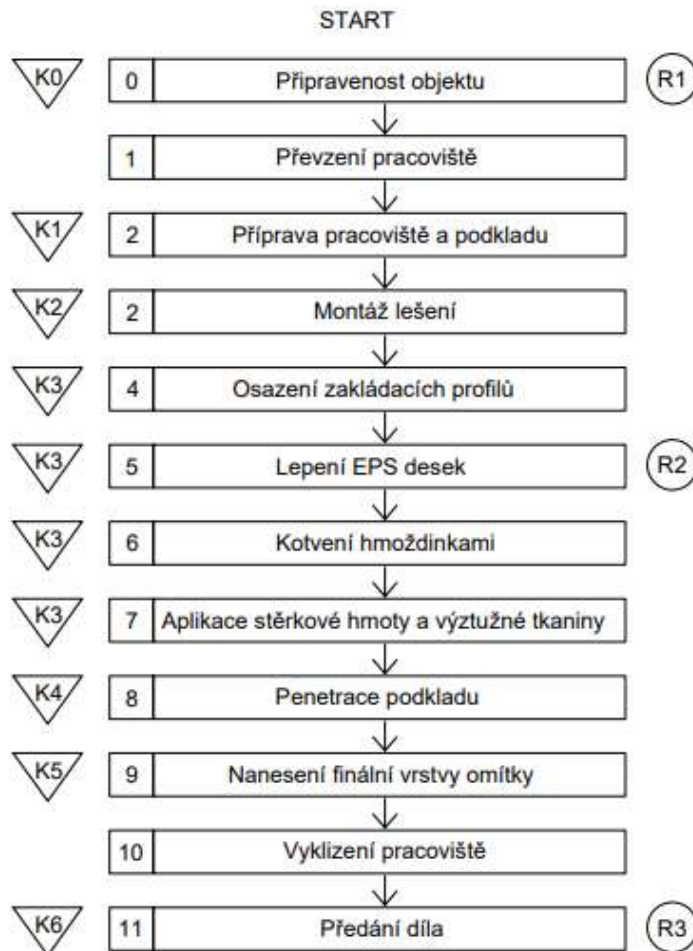 START
K0 0 Připravenost objektu R1
1 Převzení pracoviště
K1 2 Příprava pracoviště a podkladu
K2 2 Montáž lešení
K3 4 Osazení zakládacích profilů
K3 5 Lepení EPS desek R2
K3 6 Kotvení hmoždinkami
K3 7 Aplikace stěrkové hmoty a výztužné tkaniny
K4 8 Penetrace podkladu
K5 9 Nanesení finální vrstvy omítky
10 Vyklizení pracoviště
K6 11 Předání díla R3